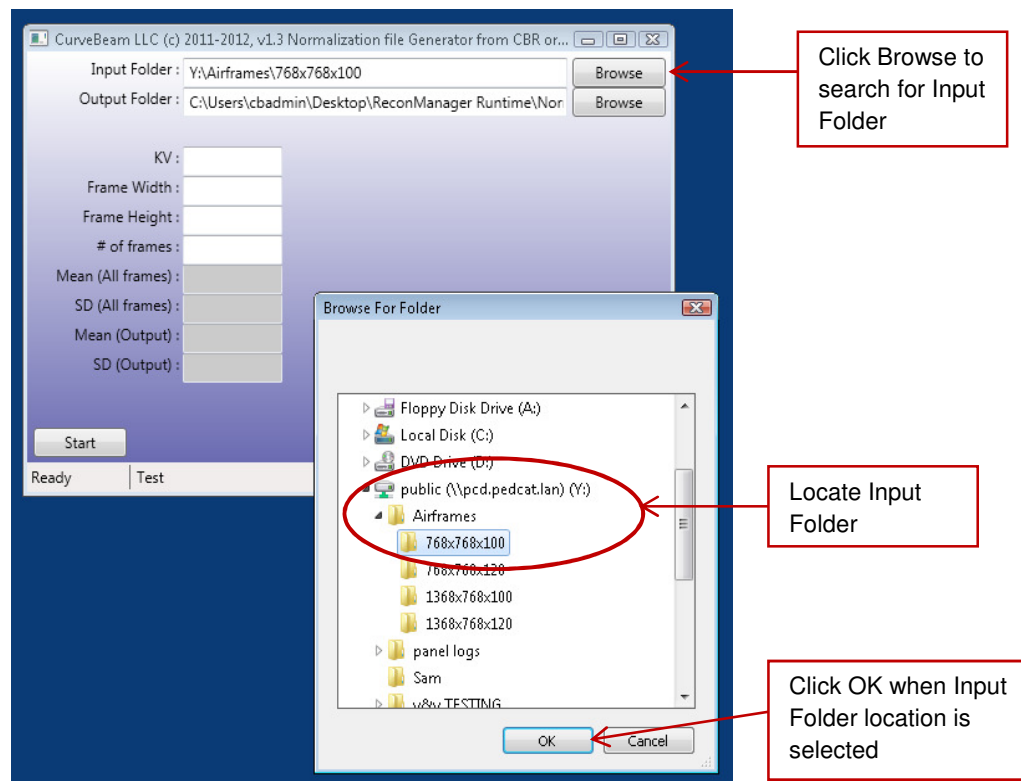 CurveBeam LLC (c) 2011-2012, v1.3 Normalization file Generator from CBR or...
Input Folder : Y:\Airframes\768x768x100 Browse
Output Folder : C:\Users\cbadmin\Desktop\ReconManager Runtime\Nor Browse
KV :
Frame Width :
Frame Height :
# of frames :
Mean (All frames) :
SD (All frames) :
Mean (Output) :
SD (Output) :
Start
Ready Test
Click Browse to
search for Input
Folder
Browse For Folder
Floppy Disk Drive (A:)
Local Disk (C:)
DVD Drive (D:)
public (\\pcd.pedcat.lan) (Y:)
Airframes
768x768x100
768x768x120
1368x768x100
1368x768x120
panel logs
Sam
v&v TESTING
OK Cancel
Locate Input
Folder
Click OK when Input
Folder location is
selected